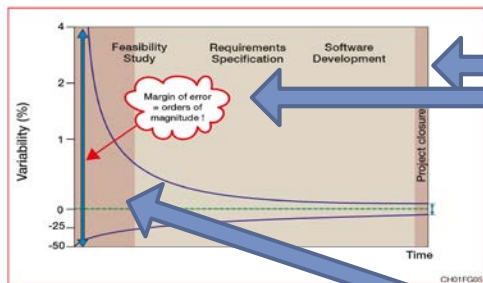 4
Feasibility
Study
Requirements
Specification
Software
Development
2
Margin of error
= orders of
magnitude !
1
Variability (%)
Project closure
0
-25
-50
Time
CH01FG05